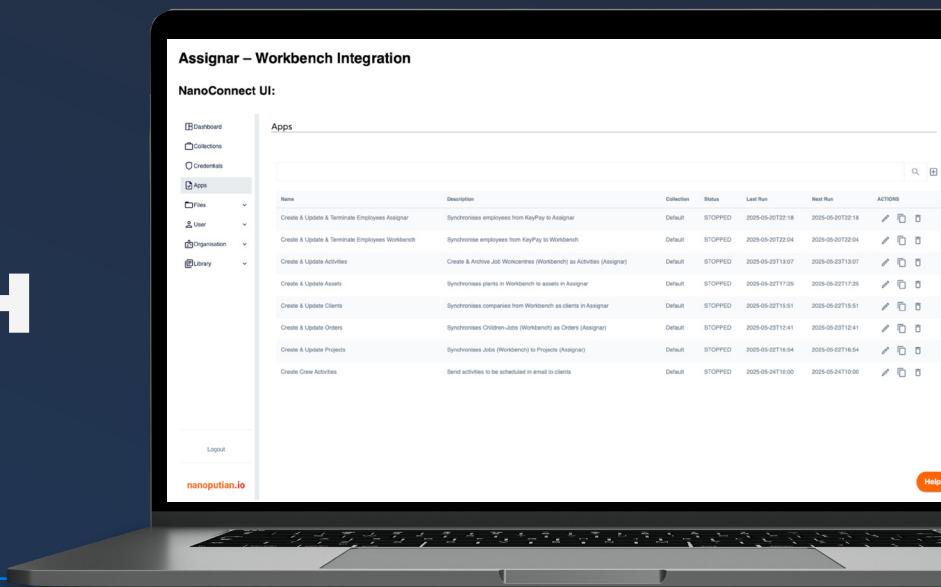 Assignar – Workbench Integration
NanoConnect UI:
Dashboard
Collections
Credentials
Apps
Files
User
Organisation
Library
Logout
nanoputian.io
Apps
Name Description Collection Status Last Run Next Run ACTIONS
Create & Update & Terminate Employees Assignar Synchronises employees from KeyPay to Assignar Default STOPPED 2025-05-20T22:18 2025-05-20T22:18
Create & Update & Terminate Employees Workbench Synchronise employees from KeyPay to Workbench Default STOPPED 2025-05-20T22:04 2025-05-20T22:04
Create & Update Activities Create & Archive Job Workcentres (Workbench) as Activities (Assignar) Default STOPPED 2025-05-23T13:07 2025-05-23T13:07
Create & Update Assets Synchronises plants in Workbench to assets in Assignar Default STOPPED 2025-05-22T17:25 2025-05-22T17:25
Create & Update Clients Synchronises companies from Workbench as clients in Assignar Default STOPPED 2025-05-22T15:51 2025-05-22T15:51
Create & Update Orders Synchronises Children-Jobs (Workbench) as Orders (Assignar) Default STOPPED 2025-05-23T12:41 2025-05-23T12:41
Create & Update Projects Synchronises Jobs (Workbench) to Projects (Assignar) Default STOPPED 2025-05-22T16:54 2025-05-22T16:54
Create Crew Activities Send activities to be scheduled in email to clients Default STOPPED 2025-05-24T10:00 2025-05-24T10:00
Help